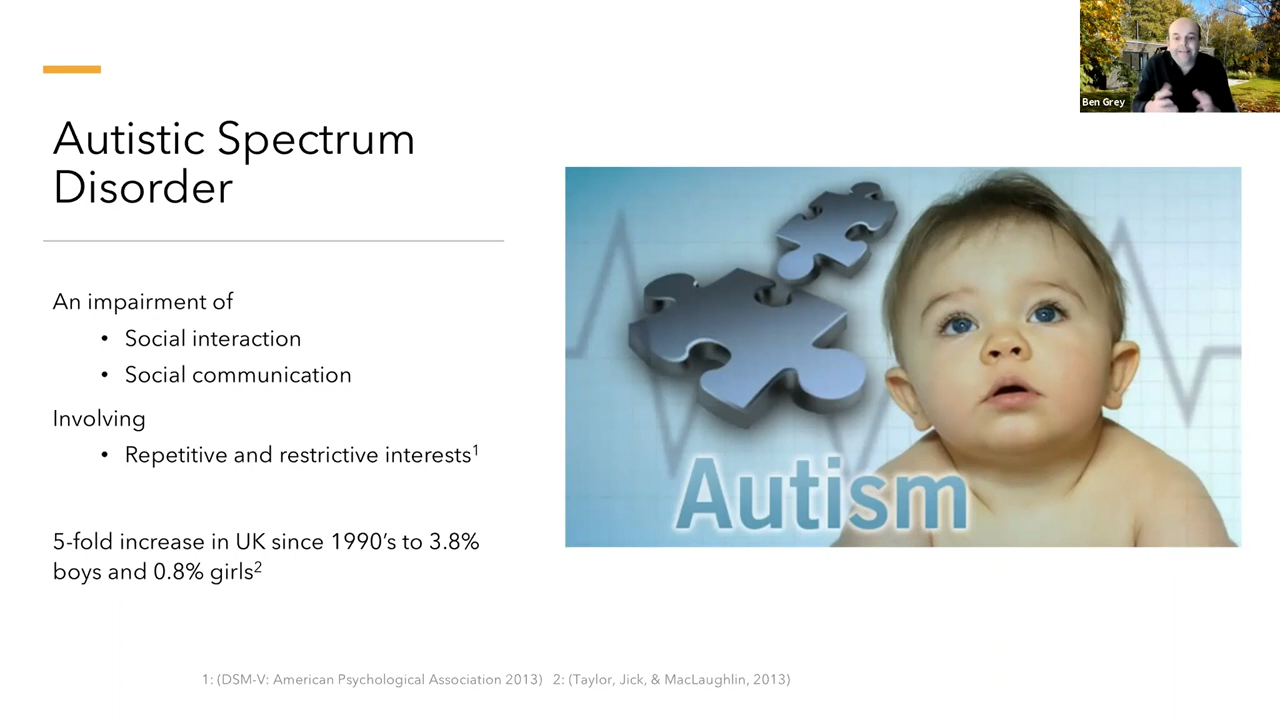 Ben Grey
Autistic Spectrum
Disorder
An impairment of
• Social interaction
• Social communication
Involving
• Repetitive and restrictive interests¹
5-fold increase in UK since 1990's to 3.8%
boys and 0.8% girls²
Autism
1: (DSM-V: American Psychological Association 2013) 2: (Taylor, Jick, & MacLaughlin, 2013)